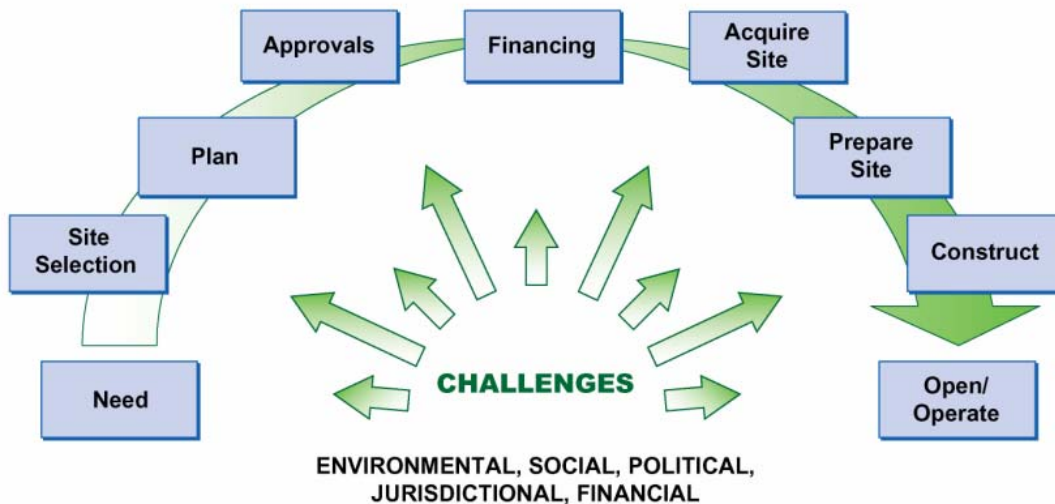 Need
Site
Selection
Plan
Approvals
Financing
Acquire
Site
Prepare
Site
Construct
Open/
Operate
CHALLENGES
ENVIRONMENTAL, SOCIAL, POLITICAL,
JURISDICTIONAL, FINANCIAL